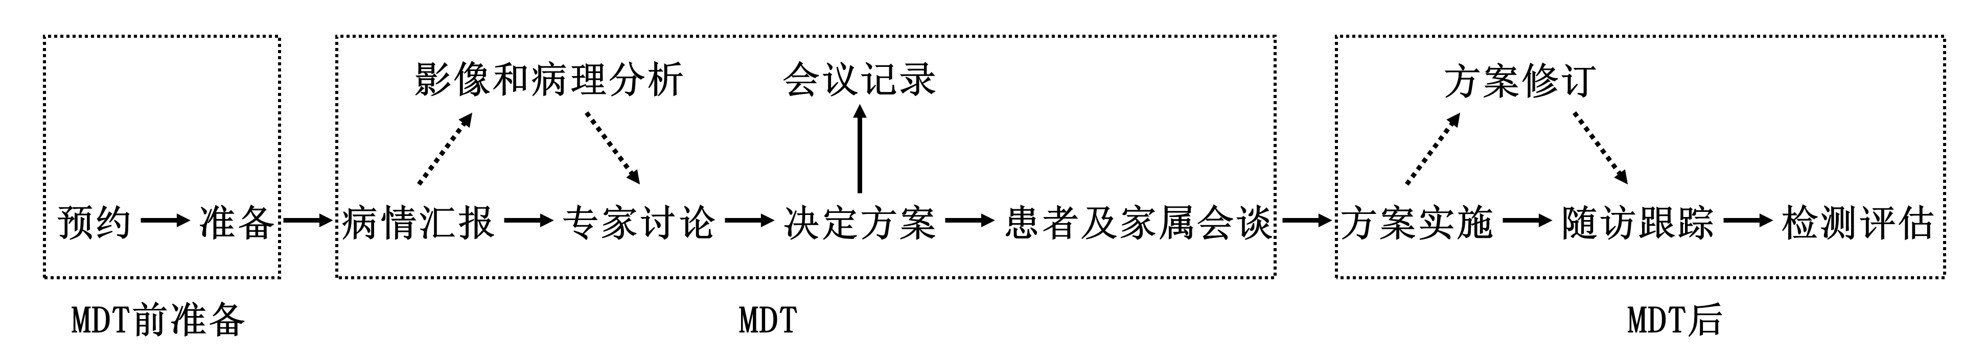 影像和病理分析 会议记录 方案修订
预约 准备 病情汇报 专家讨论 决定方案 患者及家属会谈 方案实施 随访跟踪 检测评估
MDT前准备 MDT MDT后